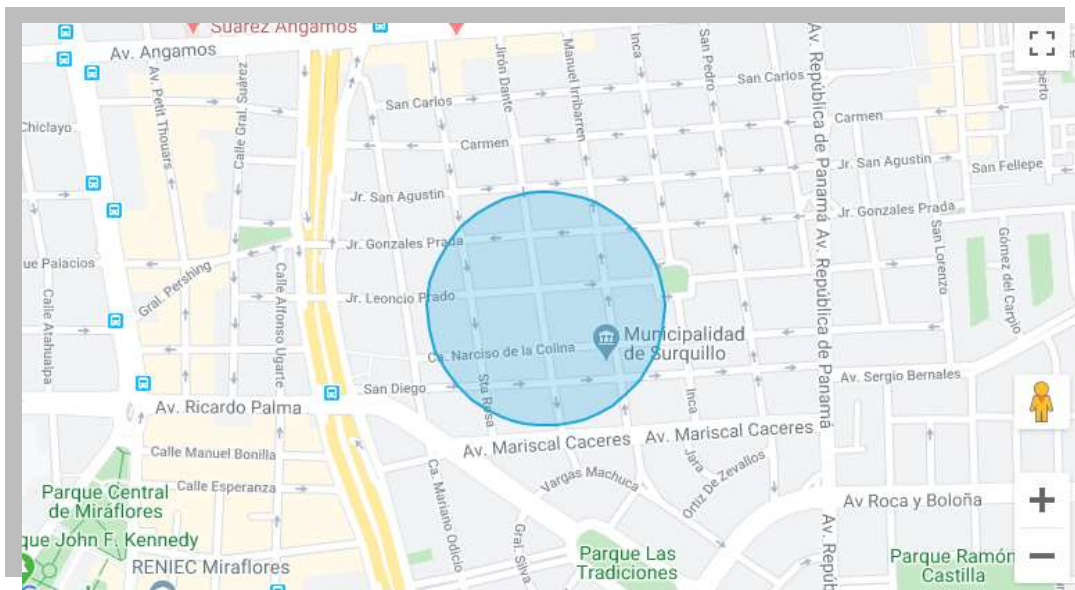 Suárez Angamos
Av. Angamos
Av. Petit Thouars
Calle Gral. Suárez
Jirón Dante
Manuel Irribarren
Inca
San Pedro
Av. República de Panamá
San Carlos
San Carlos
Chiclayo
Carmen
Carmen
Jr. San Agustin
Jr. San Agustin
San Fellepe
Jr. Gonzales Prada
Jr. Gonzales Prada
Palacios
Gral. Pershing
Calle Alfonso Ugarte
Calle Atahualpa
Jr. Leoncio Prado
Av. República de Panamá
San Lorenzo
Gómez del Carpio
Municipalidad
de Surquillo
Ca. Narciso de la Colina
San Diego
Sta Rosa
Inca
Av. Sergio Bernales
Av. Ricardo Palma
Av. Mariscal Caceres
Av. Mariscal Caceres
Calle Manuel Bonilla
Calle Esperanza
Ca. Mariano Odicio
Vargas Machuca
Jara
Ortiz De Zevallos
Av Roca y Boloña
Parque Central
de Miraflores
que John F. Kennedy
RENIEC Miraflores
Gral. Silva
Parque Las
Tradiciones
Av. Repúb
Parque Ramón
Castilla